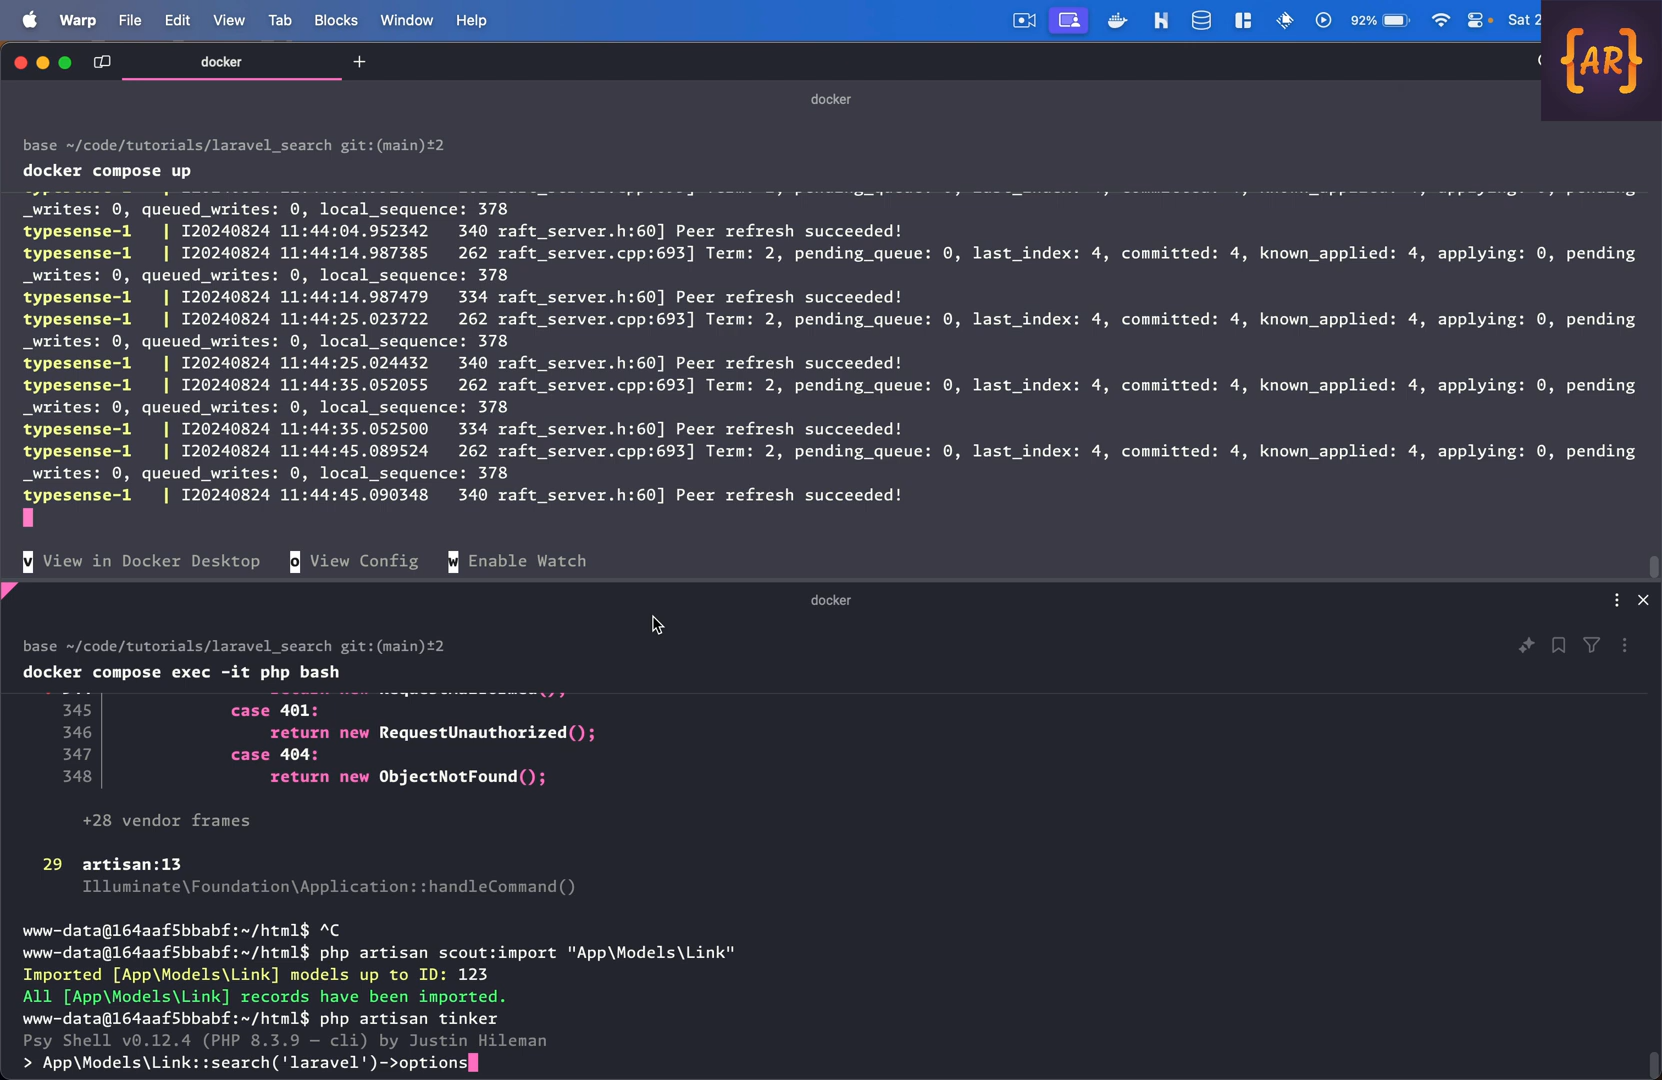 Warp File Edit View Tab Blocks Window Help 92% Sat 2
{AR}
docker +
docker
base ~/code/tutorials/laravel_search git:(main)±2
docker compose up
_writes: 0, queued_writes: 0, local_sequence: 378
typesense-1 | I20240824 11:44:04.952342 340 raft_server.h:60] Peer refresh succeeded!
typesense-1 | I20240824 11:44:14.987385 262 raft_server.cpp:693] Term: 2, pending_queue: 0, last_index: 4, committed: 4, known_applied: 4, applying: 0, pending
_writes: 0, queued_writes: 0, local_sequence: 378
typesense-1 | I20240824 11:44:14.987479 334 raft_server.h:60] Peer refresh succeeded!
typesense-1 | I20240824 11:44:25.023722 262 raft_server.cpp:693] Term: 2, pending_queue: 0, last_index: 4, committed: 4, known_applied: 4, applying: 0, pending
_writes: 0, queued_writes: 0, local_sequence: 378
typesense-1 | I20240824 11:44:25.024432 340 raft_server.h:60] Peer refresh succeeded!
typesense-1 | I20240824 11:44:35.052055 262 raft_server.cpp:693] Term: 2, pending_queue: 0, last_index: 4, committed: 4, known_applied: 4, applying: 0, pending
_writes: 0, queued_writes: 0, local_sequence: 378
typesense-1 | I20240824 11:44:35.052500 334 raft_server.h:60] Peer refresh succeeded!
typesense-1 | I20240824 11:44:45.089524 262 raft_server.cpp:693] Term: 2, pending_queue: 0, last_index: 4, committed: 4, known_applied: 4, applying: 0, pending
_writes: 0, queued_writes: 0, local_sequence: 378
typesense-1 | I20240824 11:44:45.090348 340 raft_server.h:60] Peer refresh succeeded!
v View in Docker Desktop o View Config w Enable Watch
docker
base ~/code/tutorials/laravel_search git:(main)±2
docker compose exec -it php bash
345 case 401:
346 return new RequestUnauthorized();
347 case 404:
348 return new ObjectNotFound();
+28 vendor frames
29 artisan:13
Illuminate\Foundation\Application::handleCommand()
www-data@164aaf5bbabf:~/html$ ^C
www-data@164aaf5bbabf:~/html$ php artisan scout:import "App\Models\Link"
Imported [App\Models\Link] models up to ID: 123
All [App\Models\Link] records have been imported.
www-data@164aaf5bbabf:~/html$ php artisan tinker
Psy Shell v0.12.4 (PHP 8.3.9 — cli) by Justin Hileman
> App\Models\Link::search('laravel')->options